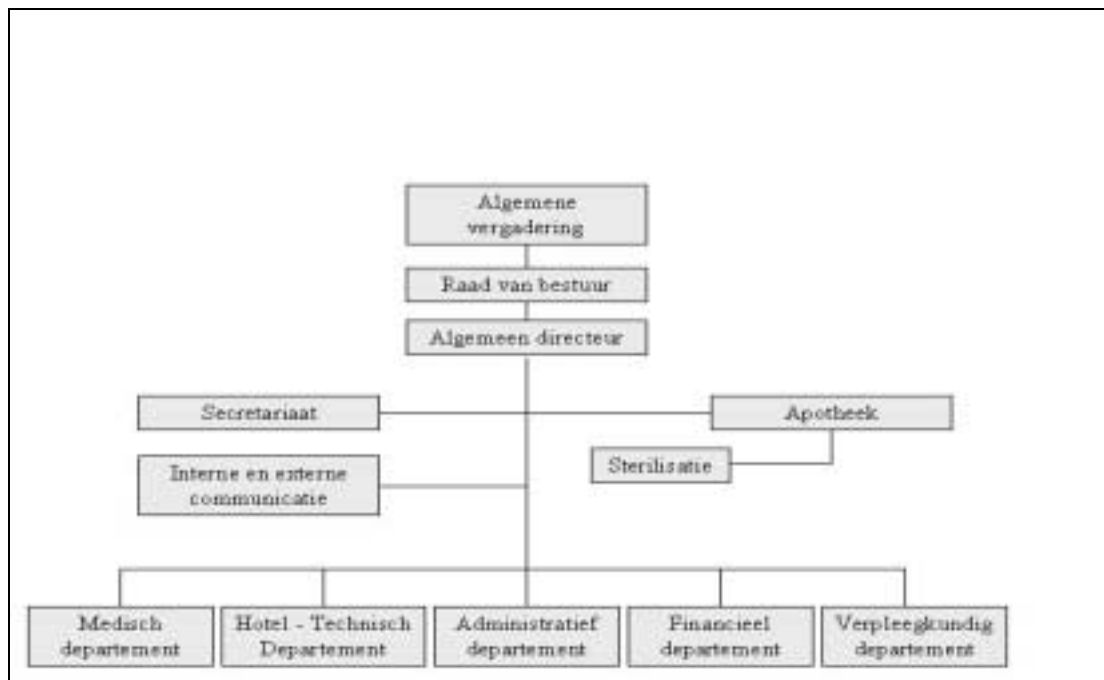 Algemene
vergadering
Raad van bestuur
Algemeen directeur
Secretariaat
Apotheek
Sterilisatie
Interne en externe
communicatie
Medisch
departement
Hotel - Technisch
Departement
Administratief
departement
Financieel
departement
Verpleegkundig
departement